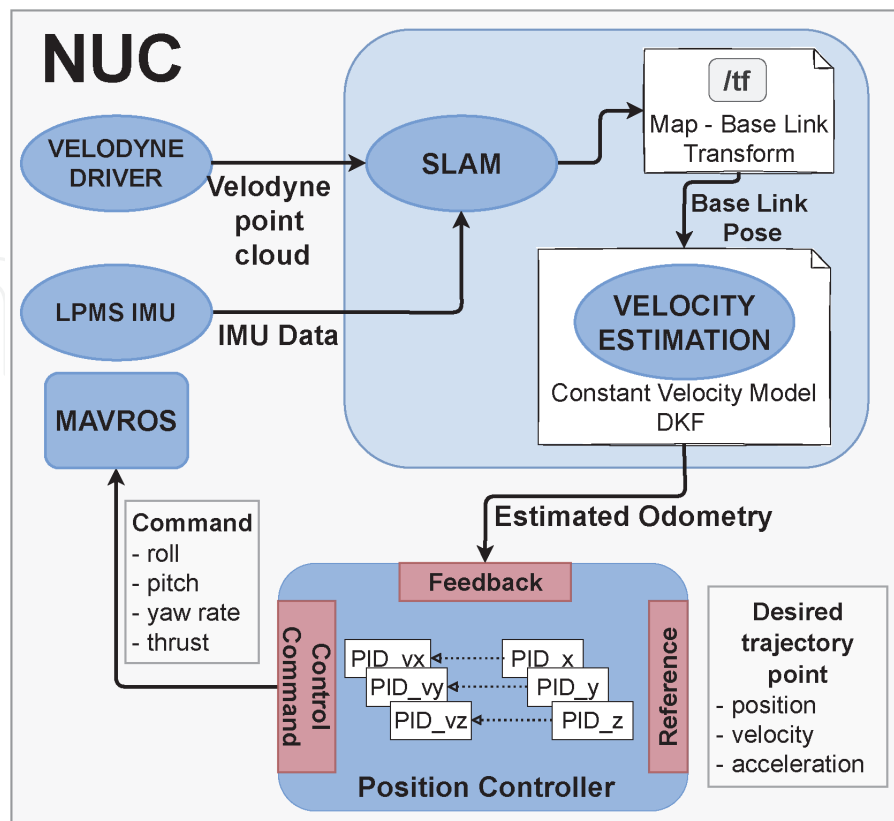 NUC
VELODYNE
DRIVER
Velodyne
point
cloud
SLAM
/tf
Map - Base Link
Transform
Base Link
Pose
LPMS IMU
IMU Data
VELOCITY
ESTIMATION
Constant Velocity Model
DKF
MAVROS
Estimated Odometry
Command
- roll
- pitch
- yaw rate
- thrust
Feedback
Control
Command
PID_vx
PID_x
PID_vy
PID_y
PID_vz
PID_z
Reference
Position Controller
Desired
trajectory
point
- position
- velocity
- acceleration